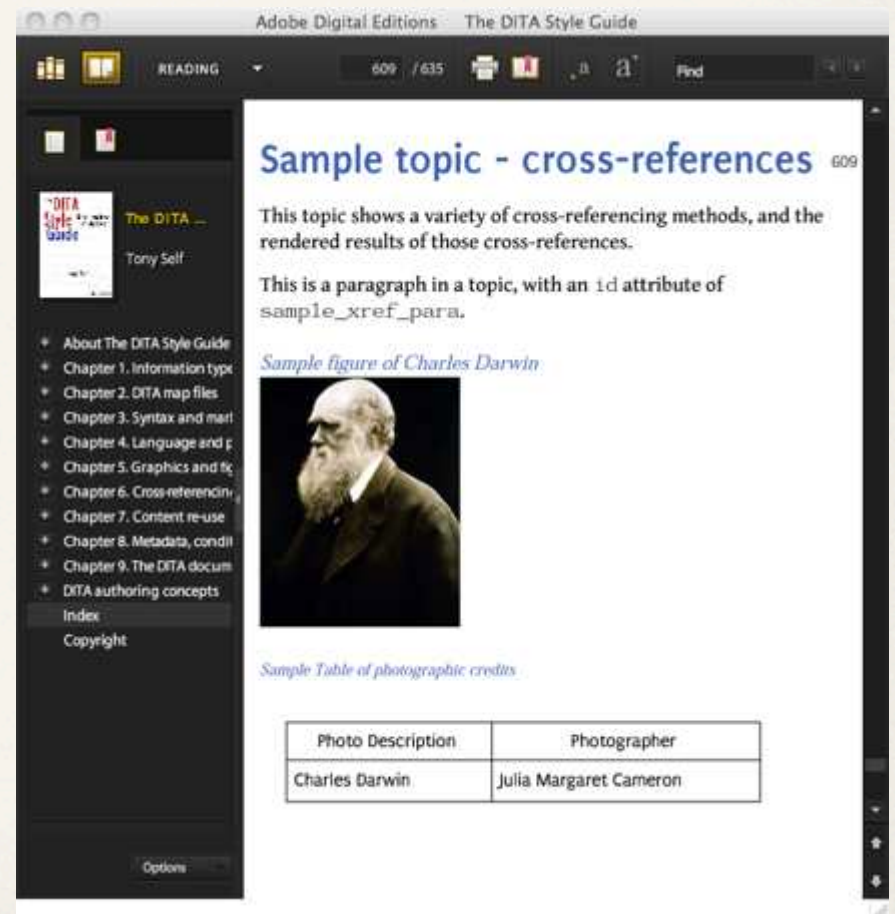 Adobe Digital Editions The DITA Style Guide
READING
609 / 635
a
a
Find
The DITA ...
Tony Self
DITA
Style
Guide
About The DITA Style Guide
Chapter 1. Information type
Chapter 2. DITA map files
Chapter 3. Syntax and mar
Chapter 4. Language and p
Chapter 5. Graphics and fig
Chapter 6. Cross-referencin
Chapter 7. Content re-use
Chapter 8. Metadata, condit
Chapter 9. The DITA docum
DITA authoring concepts
Index
Copyright
Options
Sample topic - cross-references 609
This topic shows a variety of cross-referencing methods, and the
rendered results of those cross-references.
This is a paragraph in a topic, with an id attribute of
sample_xref_para.
Sample figure of Charles Darwin
Sample Table of photographic credits
Photo Description Photographer
Charles Darwin Julia Margaret Cameron